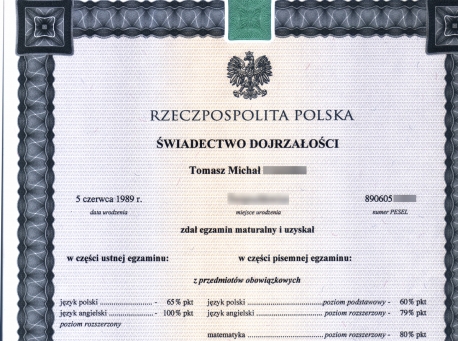 RZECZPOSPOLITA POLSKA
ŚWIADECTWO DOJRZAŁOŚCI
Tomasz Michał
5 czerwca 1989 r. 890605
data urodzenia miejsce urodzenia numer PESEL
zdał egzamin maturalny i uzyskał
w części ustnej egzaminu: w części pisemnej egzaminu:
z przedmiotów obowiązkowych
język polski ........................ - 65% pkt język polski ........................ poziom podstawowy - 60% pkt
język angielski .................... - 100% pkt język angielski .................... poziom rozszerzony - 79% pkt
poziom rozszerzony
matematyka ........................ poziom rozszerzony - 80% pkt